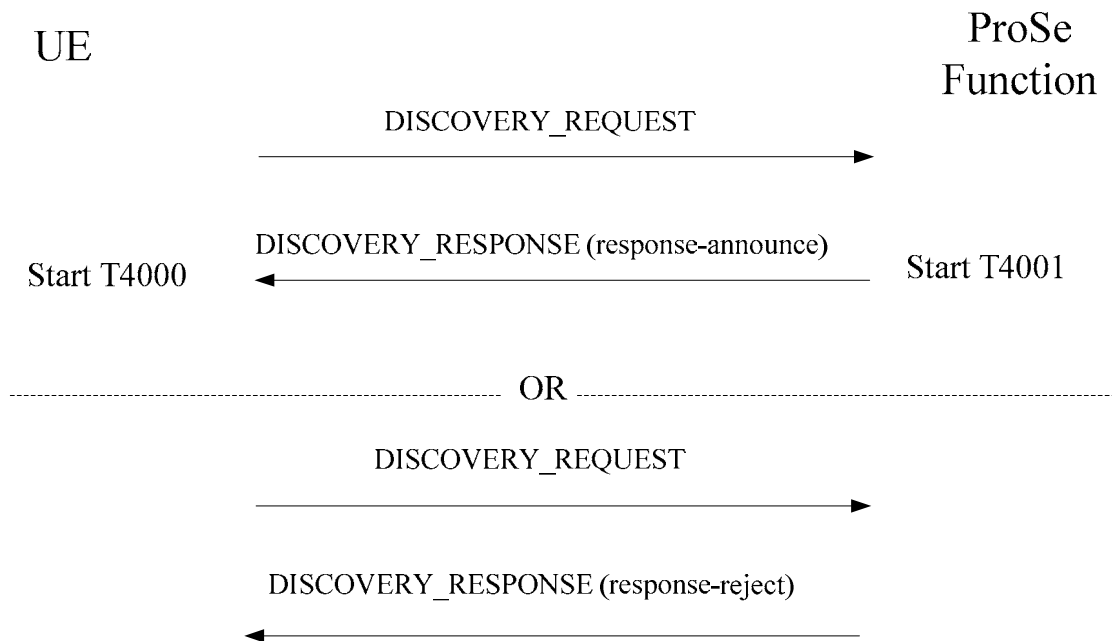 UE
ProSe
Function
DISCOVERY_REQUEST
DISCOVERY_RESPONSE (response-announce)
Start T4000
Start T4001
OR
DISCOVERY_REQUEST
DISCOVERY_RESPONSE (response-reject)